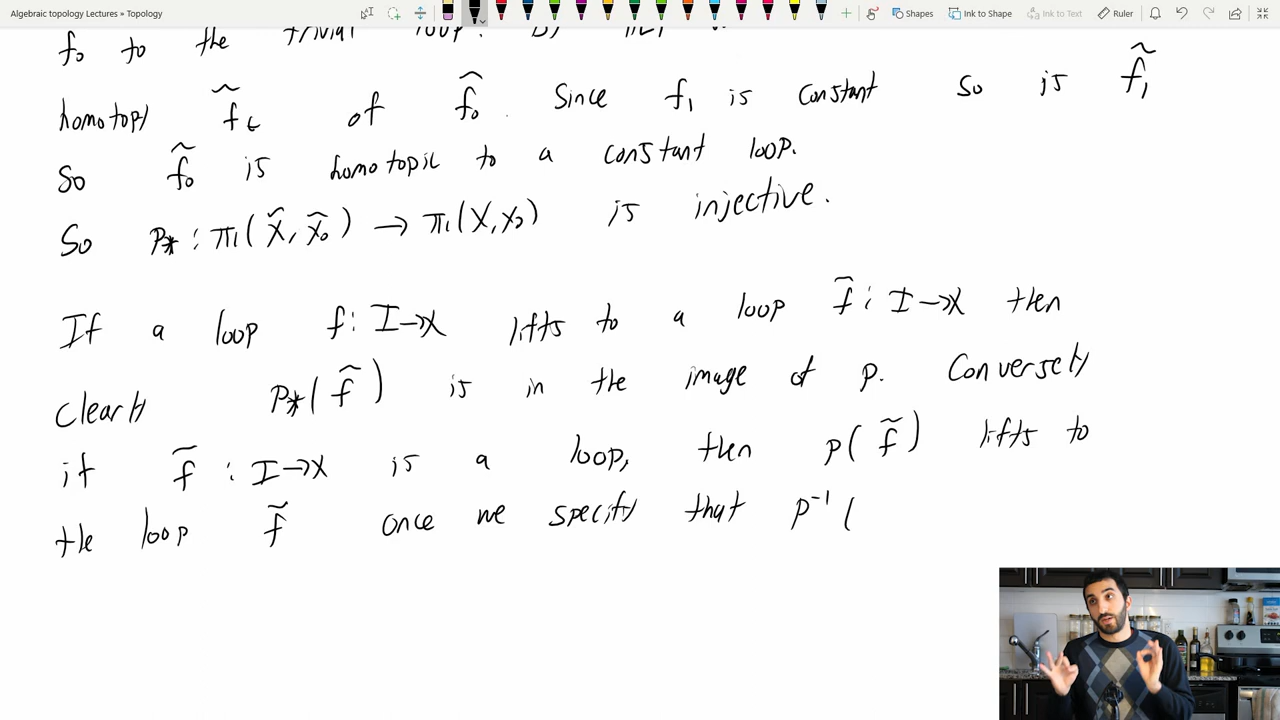 Algebraic topology Lectures » Topology
Shapes Ink to Shape Ink to Text Ruler
f₀ to the trivial loop. By
homotopy f̃ₜ of f̃₀. Since f₁ is constant so is f̃₁
So f̃₀ is homotopic to a constant loop.
So P* : π₁(X̃, x̃₀) → π₁(X, x₀) is injective.
If a loop f: I→X lifts to a loop f̃: I→X then
clearly P*(f̃) is in the image of p. Conversely
if f̃ : I→X is a loop, then p(f̃) lifts to
the loop f̃ once we specify that p⁻¹(